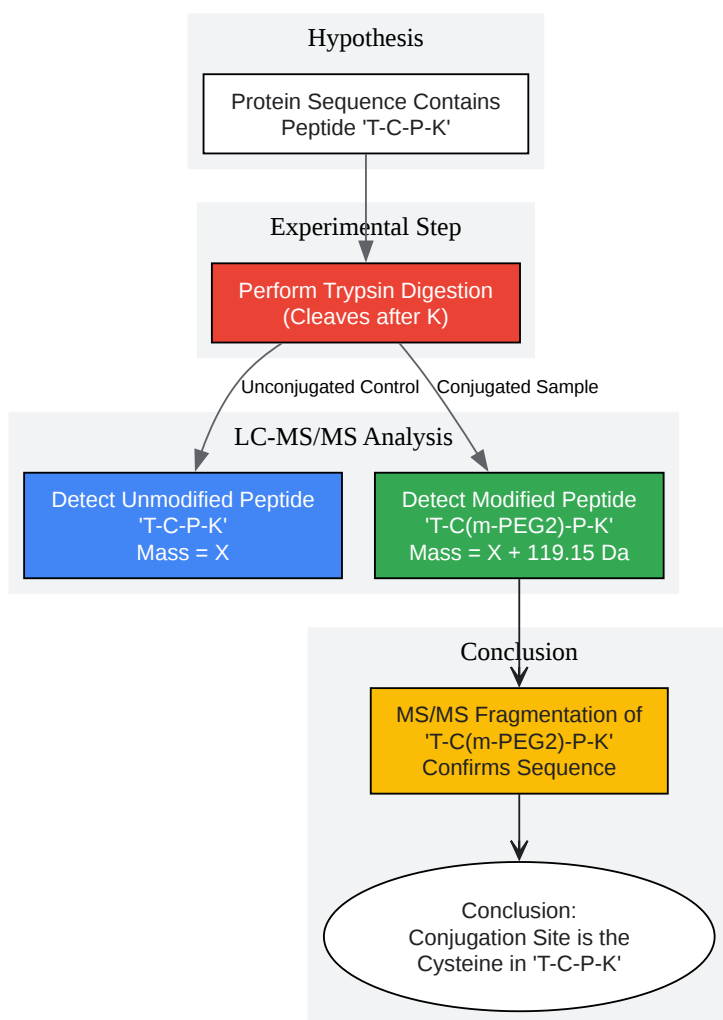 Hypothesis
Protein Sequence Contains
Peptide 'T-C-P-K'
Experimental Step
Perform Trypsin Digestion
(Cleaves after K)
Unconjugated Control
Conjugated Sample
LC-MS/MS Analysis
Detect Unmodified Peptide
'T-C-P-K'
Mass = X
Detect Modified Peptide
'T-C(m-PEG2)-P-K'
Mass = X + 119.15 Da
Conclusion
MS/MS Fragmentation of
'T-C(m-PEG2)-P-K'
Confirms Sequence
Conclusion:
Conjugation Site is the
Cysteine in 'T-C-P-K'